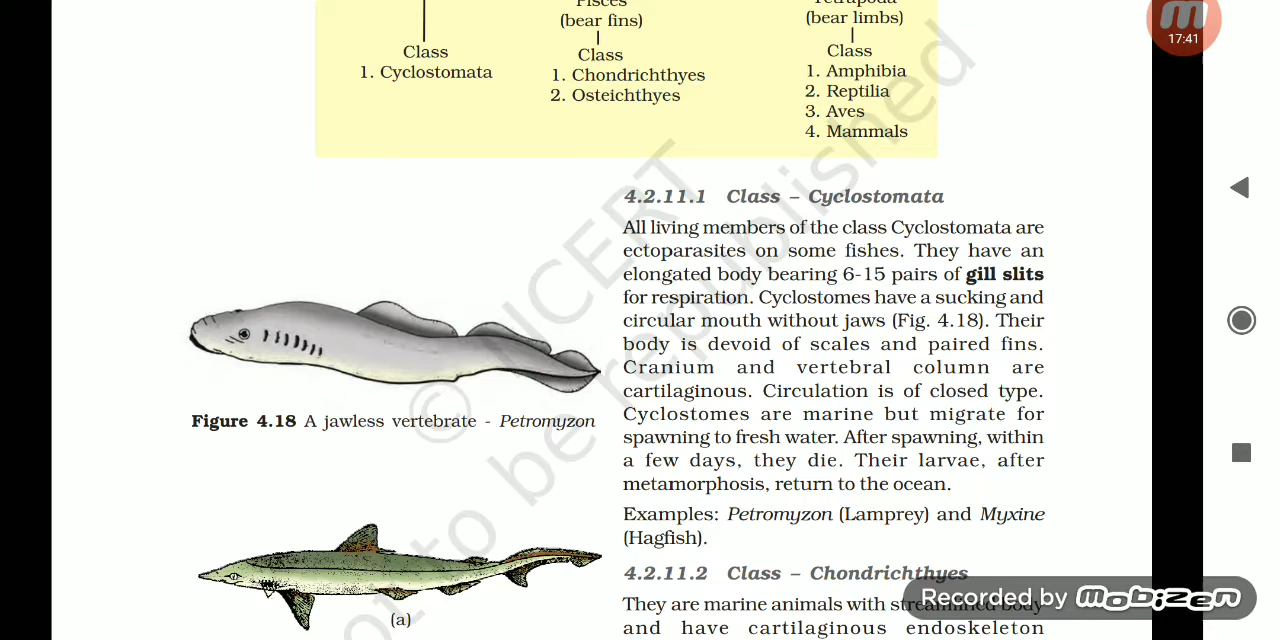 Pisces
Tetrapoda
(bear fins)
(bear limbs)
Class
1. Cyclostomata
Class
1. Chondrichthyes
2. Osteichthyes
Class
1. Amphibia
2. Reptilia
3. Aves
4. Mammals
17:41
4.2.11.1 Class – Cyclostomata
All living members of the class Cyclostomata are
ectoparasites on some fishes. They have an
elongated body bearing 6-15 pairs of gill slits
for respiration. Cyclostomes have a sucking and
circular mouth without jaws (Fig. 4.18). Their
body is devoid of scales and paired fins.
Cranium and vertebral column are
cartilaginous. Circulation is of closed type.
Cyclostomes are marine but migrate for
spawning to fresh water. After spawning, within
a few days, they die. Their larvae, after
metamorphosis, return to the ocean.
Examples: Petromyzon (Lamprey) and Myxine
(Hagfish).
Figure 4.18 A jawless vertebrate - Petromyzon
(a)
4.2.11.2 Class – Chondrichthyes
They are marine animals with streamlined body
and have cartilaginous endoskeleton
© NCERT
not to be republished
Recorded by mobizen